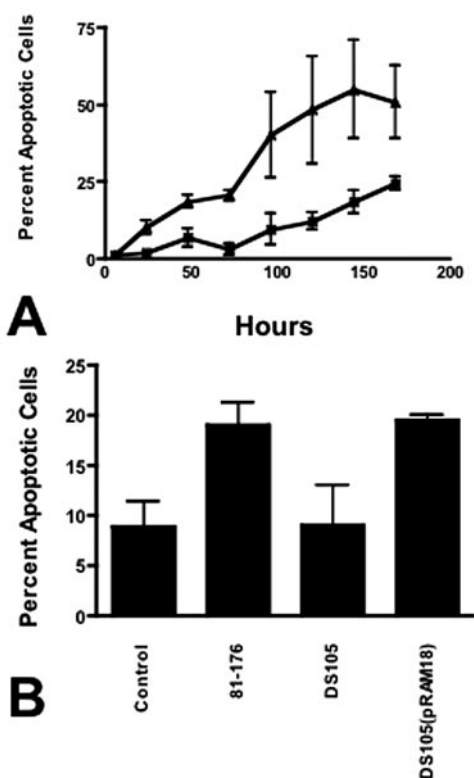 Percent Apoptotic Cells
75
50
25
0
0 50 100 150 200
A
Hours
Percent Apoptotic Cells
25
20
15
10
5
0
Control
81-176
DS105
DS105(pRAM18)
B